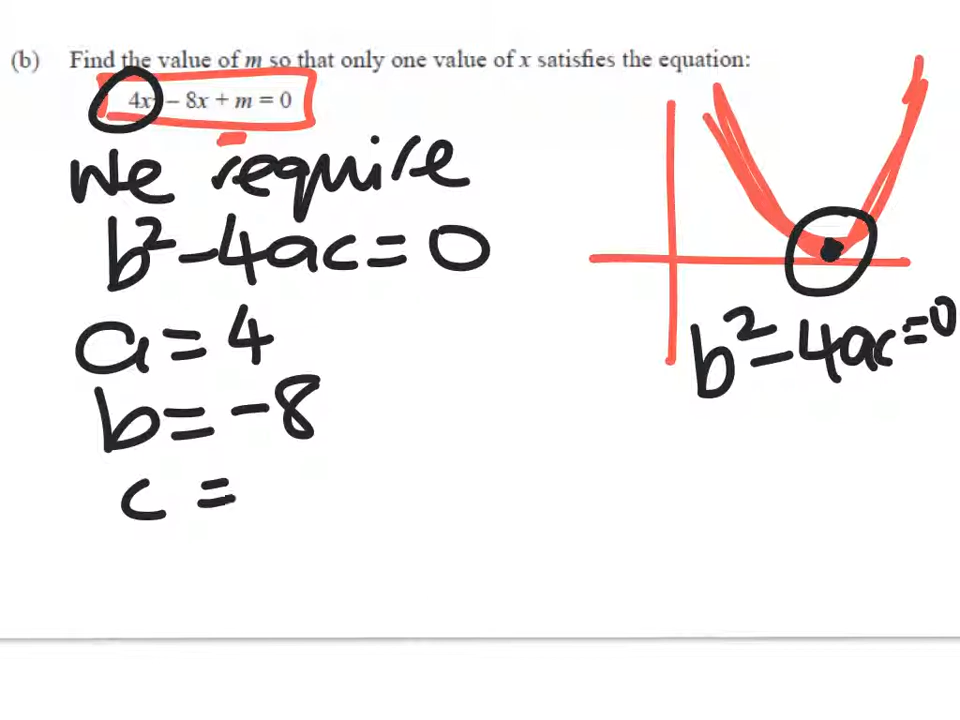 (b) Find the value of m so that only one value of x satisfies the equation:
4x² – 8x + m = 0
We require
b² - 4ac = 0
a = 4
b = -8
c =
b² - 4ac = 0